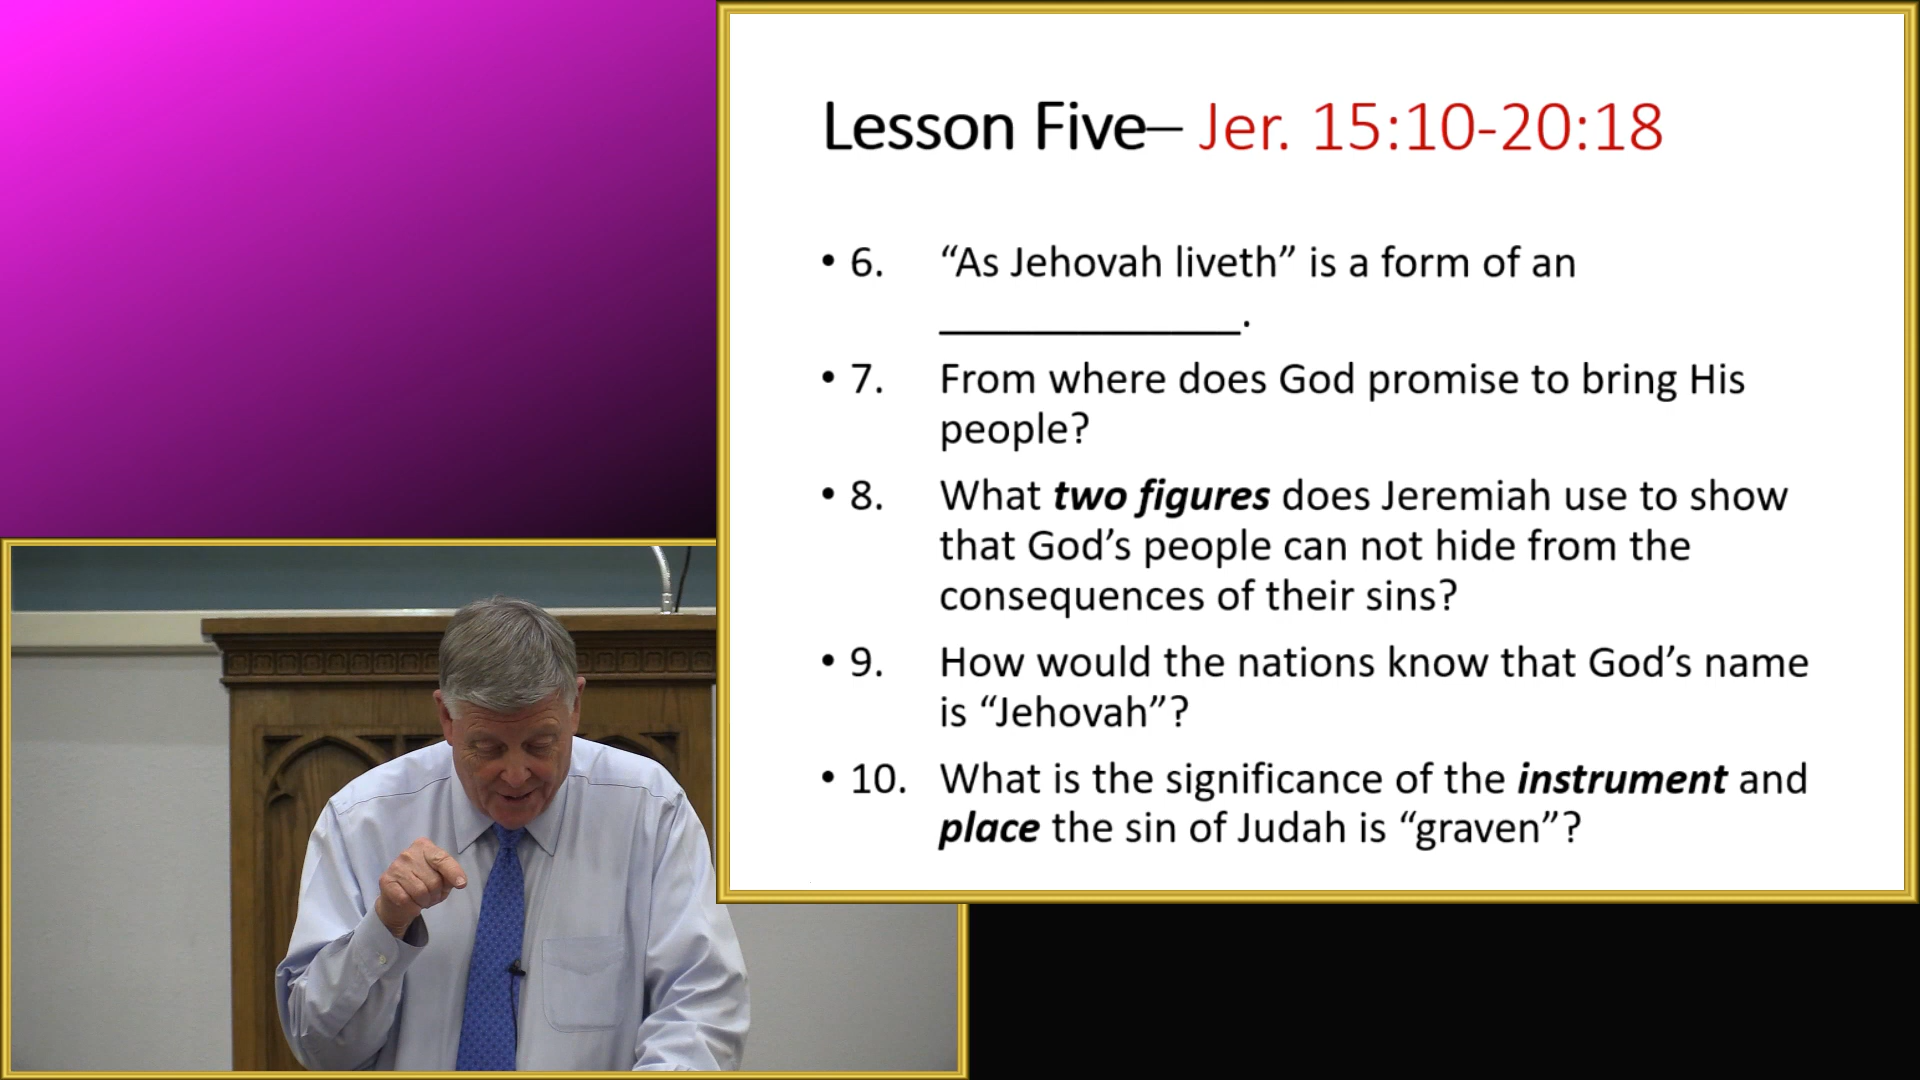 Lesson Five– Jer. 15:10-20:18
• 6. “As Jehovah liveth” is a form of an
______________.
• 7. From where does God promise to bring His
people?
• 8. What two figures does Jeremiah use to show
that God’s people can not hide from the
consequences of their sins?
• 9. How would the nations know that God’s name
is “Jehovah”?
• 10. What is the significance of the instrument and
place the sin of Judah is “graven”?